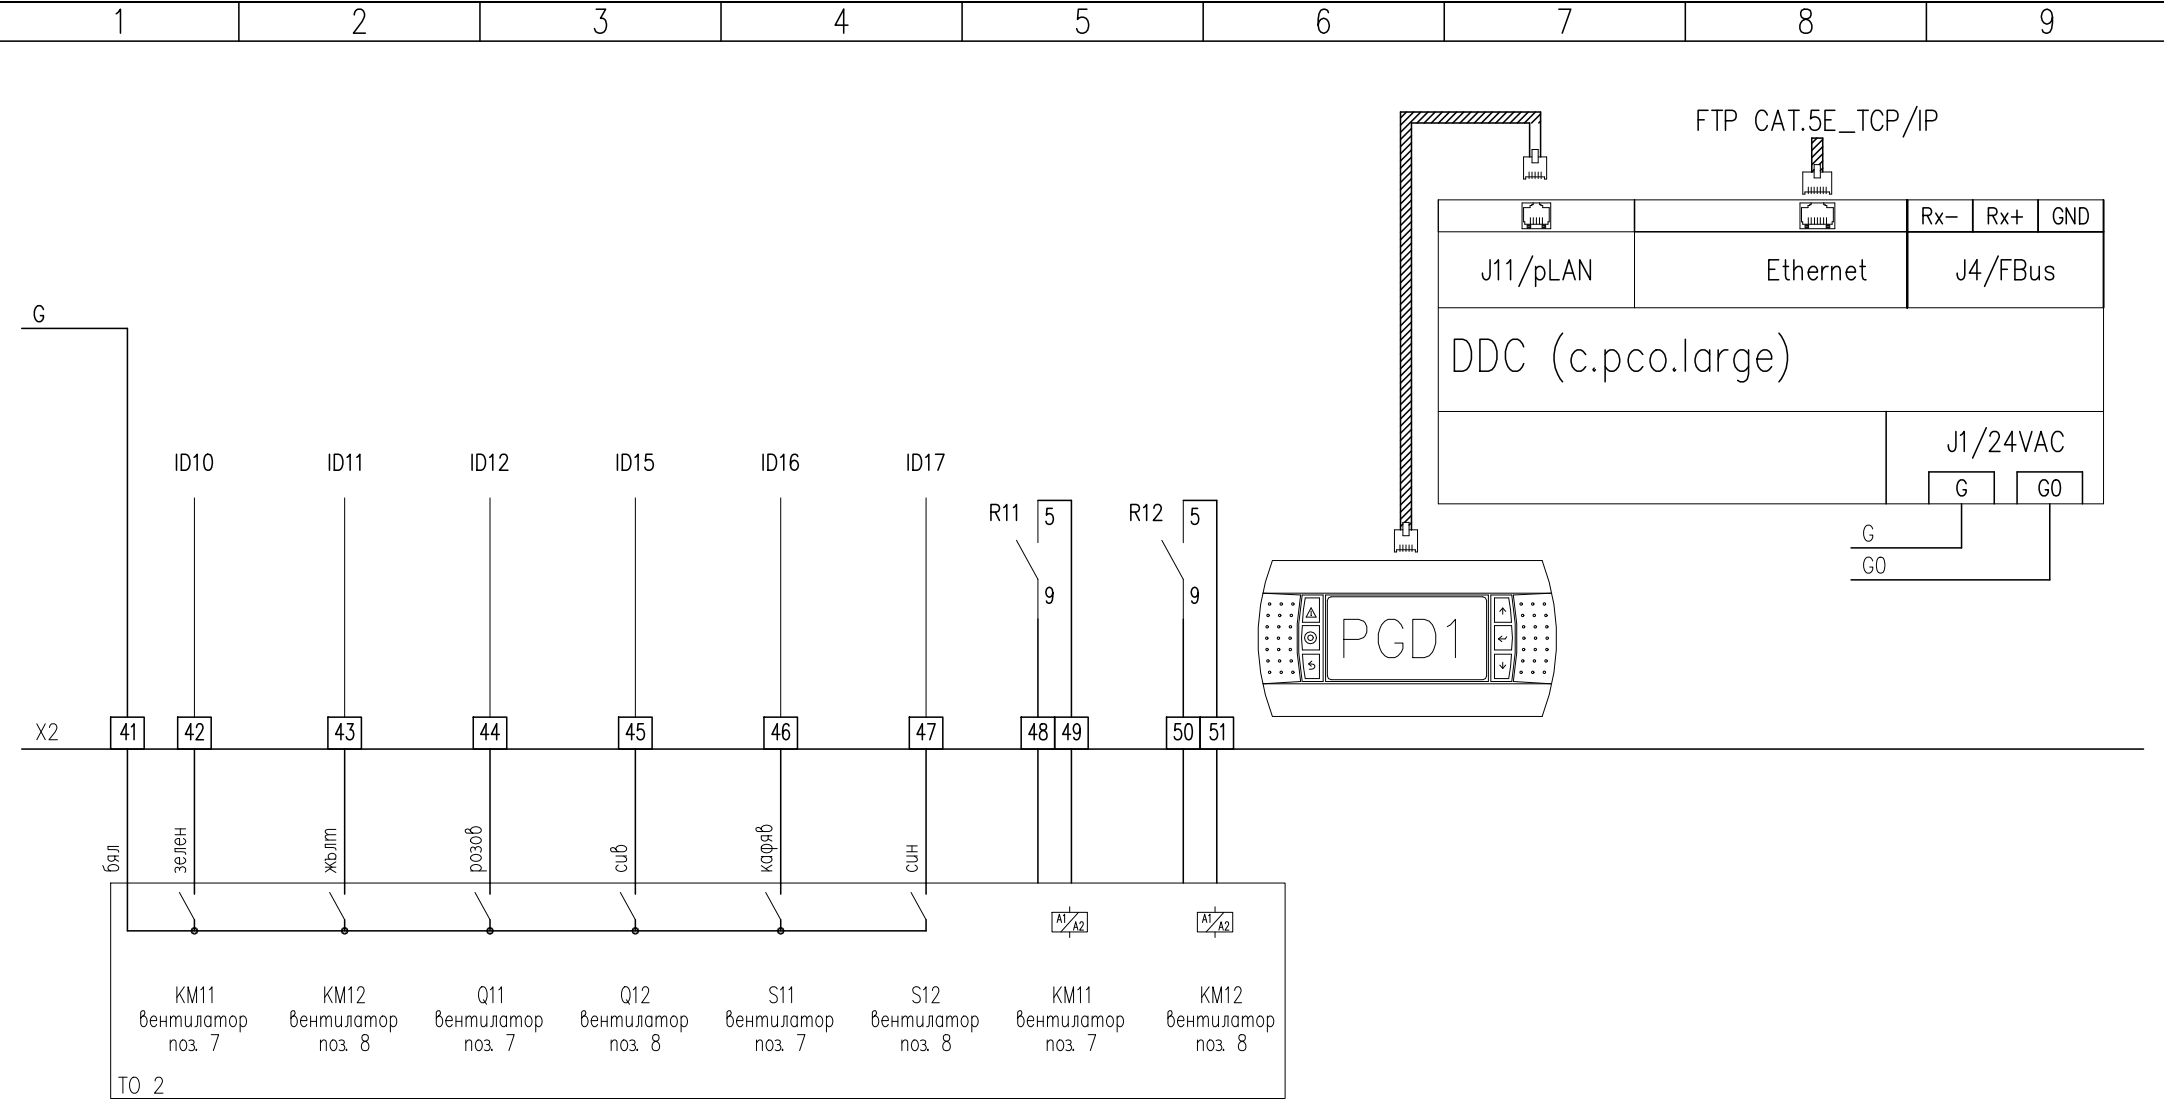 1 2 3 4 5 6 7 8 9
FTP CAT.5E_TCP/IP
Rx- Rx+ GND
J11/pLAN Ethernet J4/FBus
G
DDC (c.pco.large)
J1/24VAC
G G0
G
G0
ID10 ID11 ID12 ID15 ID16 ID17
R11 5 R12 5
9 9
PGD1
X2 41 42 43 44 45 46 47 48 49 50 51
бял зелен жълт розов сив кафяв син
A1 A2 A1 A2
KM11 KM12 Q11 Q12 S11 S12 KM11 KM12
вентилатор вентилатор вентилатор вентилатор вентилатор вентилатор вентилатор вентилатор
поз. 7 поз. 8 поз. 7 поз. 8 поз. 7 поз. 8 поз. 7 поз. 8
ТО 2